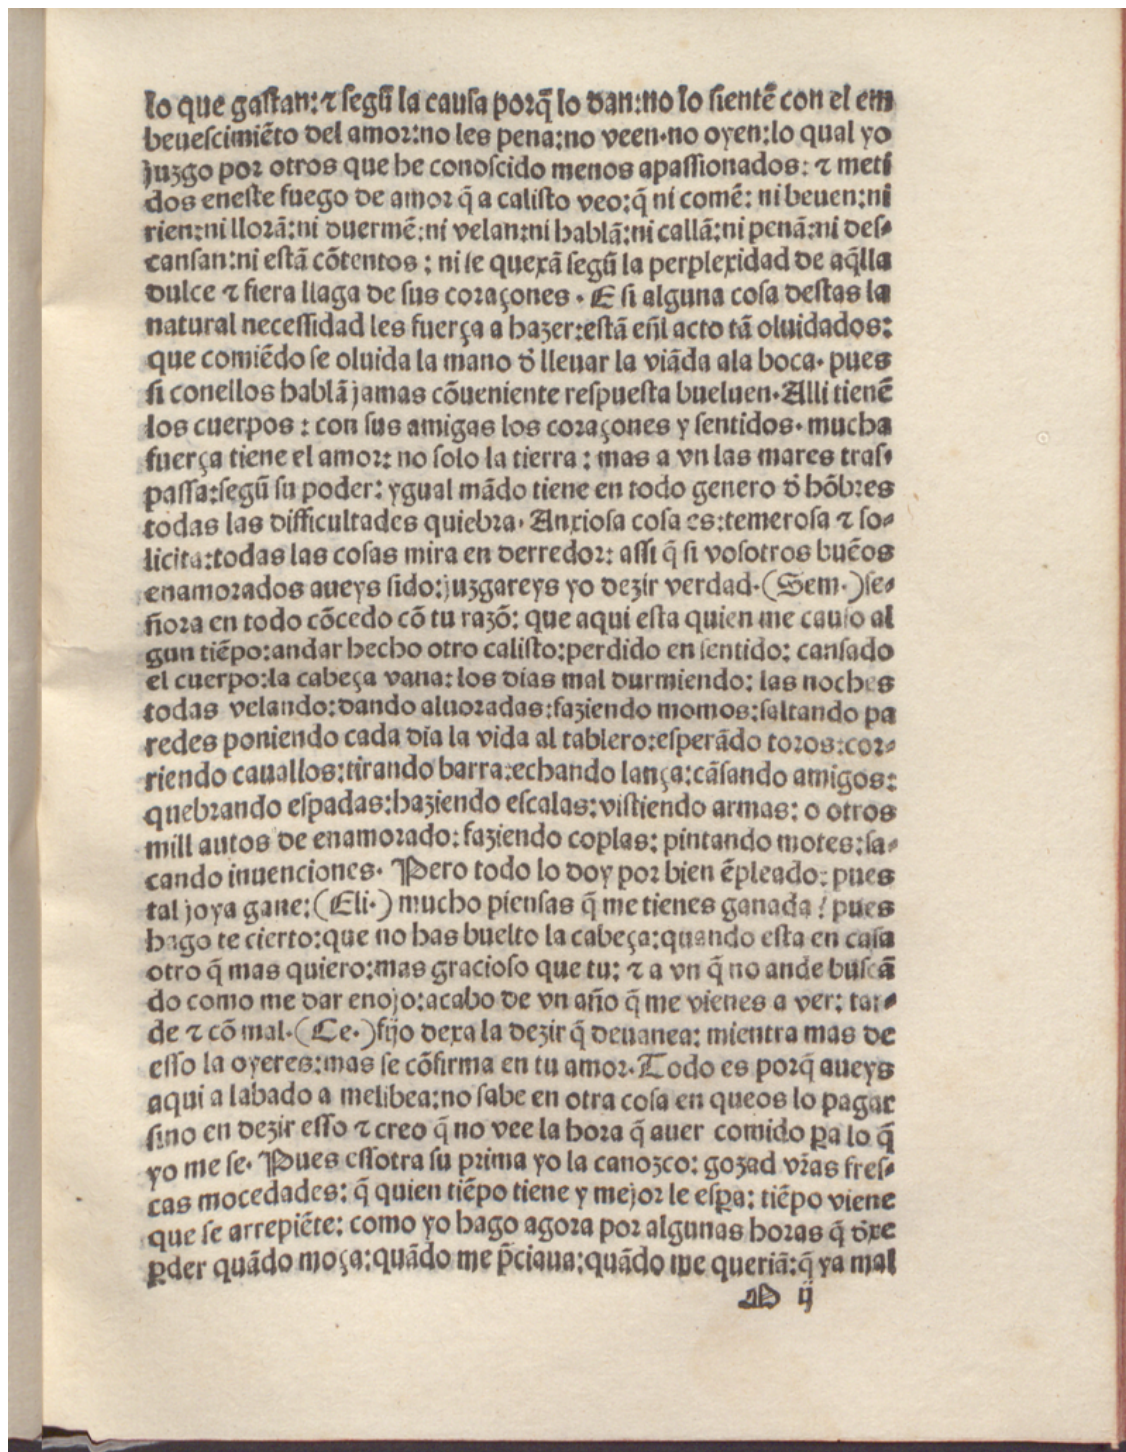 lo que gastan:⁊ segũ la causa porq̃ lo dan:no lo sientẽ con el em
beuescimiẽto del amor:no les pena:no veen·no oyen:lo qual yo
juzgo por otros que he conoscido menos apassionados: ⁊ meti
dos eneste fuego de amor q̃ a calisto veo:q̃ ni comẽ: ni beuen:ni
rien:ni llorã:ni duermẽ:ni velan:ni hablã:ni callã:ni penã:ni des-
cansan:ni estã cõtentos : ni se quexã segũ la perplexidad de aq̃lla
dulce ⁊ fiera llaga de sus coraçones · E si alguna cosa destas la
natural necessidad les fuerça a hazer:estã eñl acto tã oluidados:
que comiẽdo se oluida la mano d̃ lleuar la viãda ala boca· pues
si conellos hablã jamas cõueniente respuesta bueluen·Alli tienẽ
los cuerpos : con sus amigas los coraçones y sentidos· mucha
fuerça tiene el amor: no solo la tierra : mas a vn las mares tras-
passa:segũ su poder: ygual mãdo tiene en todo genero d̃ hõbres
todas las difficultades quiebra· Anxiosa cosa es:temerosa ⁊ so-
licita:todas las cosas mira en derredor: assi q̃ si vosotros buẽos
enamorados aueys sido:juzgareys yo dezir verdad·(Sem·)se-
ñora en todo cõcedo cõ tu razõ: que aqui esta quien me causo al
gun tiẽpo:andar hecho otro calisto:perdido en sentido: cansado
el cuerpo:la cabeça vana: los dias mal durmiendo: las noches
todas velando:dando aluoradas:faziendo momos:saltando pa
redes poniendo cada dia la vida al tablero:esperãdo toros:cor-
riendo cauallos:tirando barra:echando lança:cãsando amigos:
quebrando espadas:haziendo escalas:vistiendo armas: o otros
mill autos de enamorado: faziendo coplas: pintando motes:sa-
cando inuenciones· Pero todo lo doy por bien ẽpleado: pues
tal joya gane:(Eli·) mucho piensas q̃ me tienes ganada ! pues
hago te cierto:que no has buelto la cabeça:quando esta en casa
otro q̃ mas quiero:mas gracioso que tu: ⁊ a vn q̃ no ande buscã
do como me dar enojo:acabo de vn año q̃ me vienes a ver: tar-
de ⁊ cõ mal·(Ce·)fijo dexa la dezir q̃ deuanea: mientra mas de
esso la oyeres:mas se cõfirma en tu amor·Todo es porq̃ aueys
aqui a labado a melibea:no sabe en otra cosa en queos lo pagar
sino en dezir esso ⁊ creo q̃ no vee la hora q̃ auer comido ꝑa lo q̃
yo me se· Pues essotra su prima yo la canozco: gozad vr̃as fres-
cas mocedades: q̃ quien tiẽpo tiene y mejor le esꝑa: tiẽpo viene
que se arrepiẽte: como yo hago agora por algunas horas q̃ d̃xe
ꝑder quãdo moça:quãdo me p̃ciaua:quãdo me queriã:q̃ ya mal
D ij